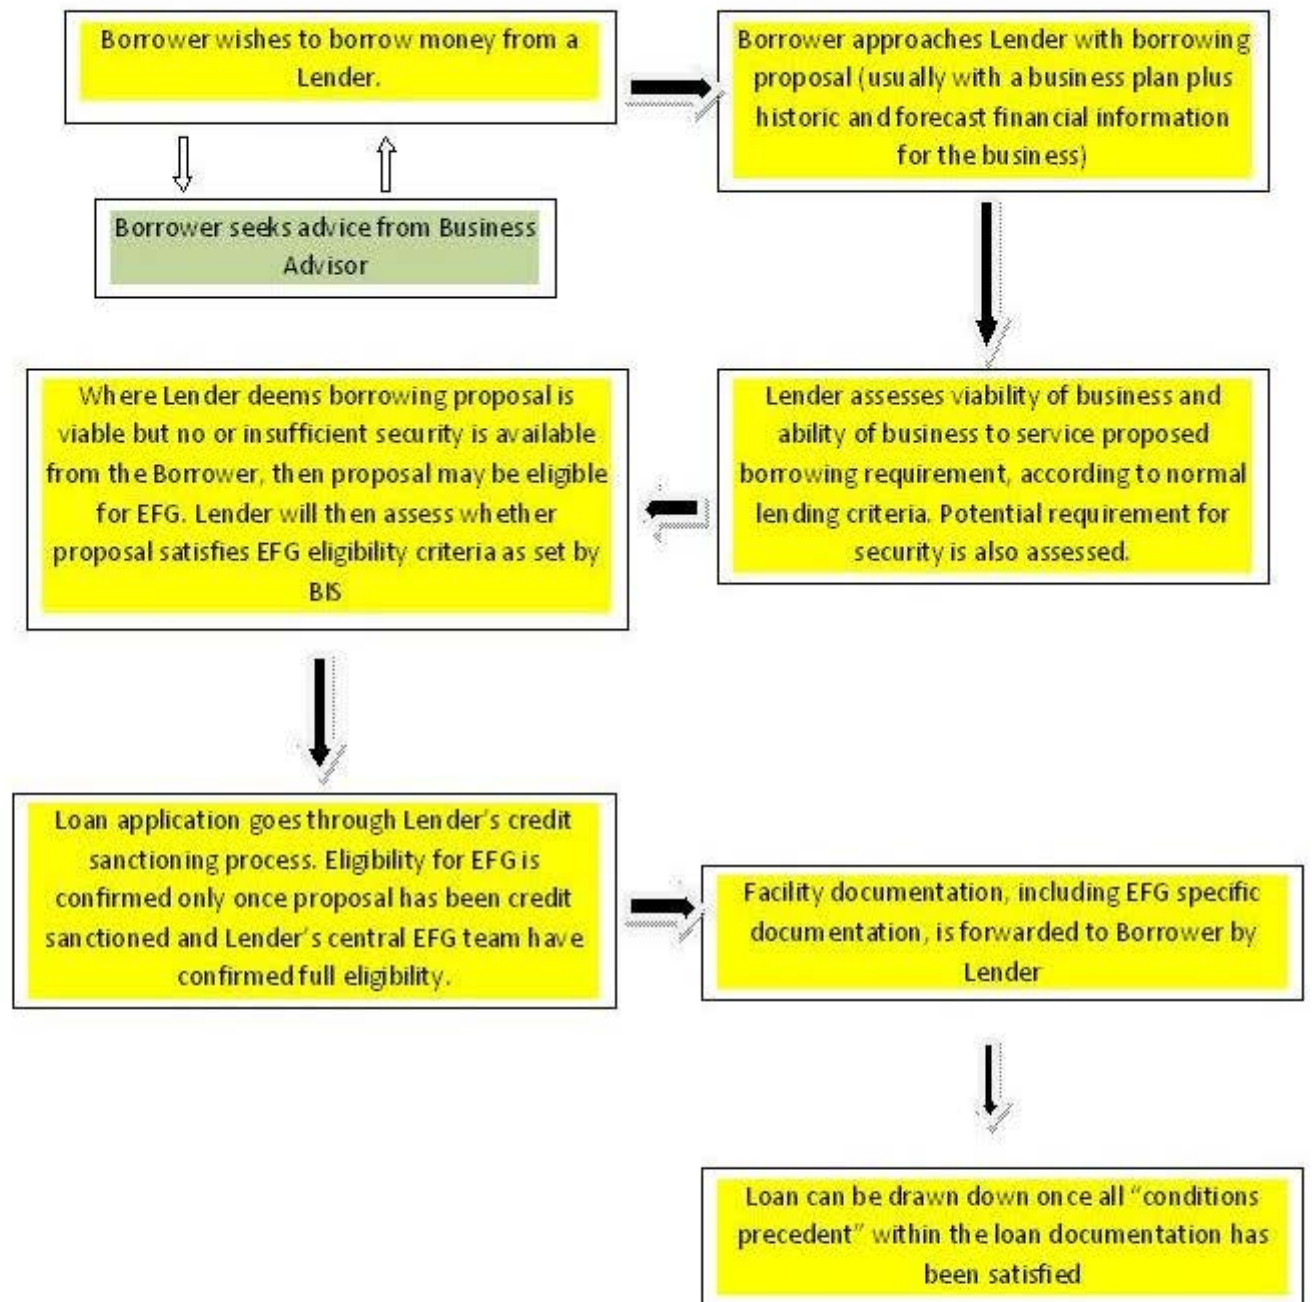 Borrower wishes to borrow money from a
Lender.
Borrower approaches Lender with borrowing
proposal (usually with a business plan plus
historic and forecast financial information
for the business)
Borrower seeks advice from Business
Advisor
Lender assesses viability of business and
ability of business to service proposed
borrowing requirement, according to normal
lending criteria. Potential requirement for
security is also assessed.
Where Lender deems borrowing proposal is
viable but no or insufficient security is available
from the Borrower, then proposal may be eligible
for EFG. Lender will then assess whether
proposal satisfies EFG eligibility criteria as set by
BIS
Loan application goes through Lender’s credit
sanctioning process. Eligibility for EFG is
confirmed only once proposal has been credit
sanctioned and Lender’s central EFG team have
confirmed full eligibility.
Facility documentation, including EFG specific
documentation, is forwarded to Borrower by
Lender
Loan can be drawn down once all “conditions
precedent” within the loan documentation has
been satisfied